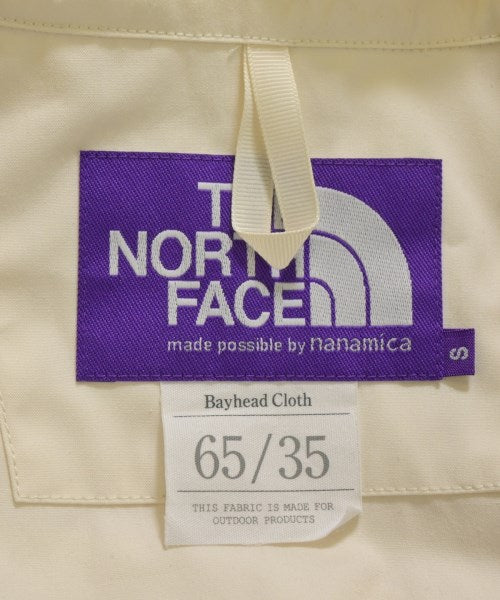 THE
NORTH
FACE
made possible by nanamica
S
Bayhead Cloth
65/35
THIS FABRIC IS MADE FOR
OUTDOOR PRODUCTS